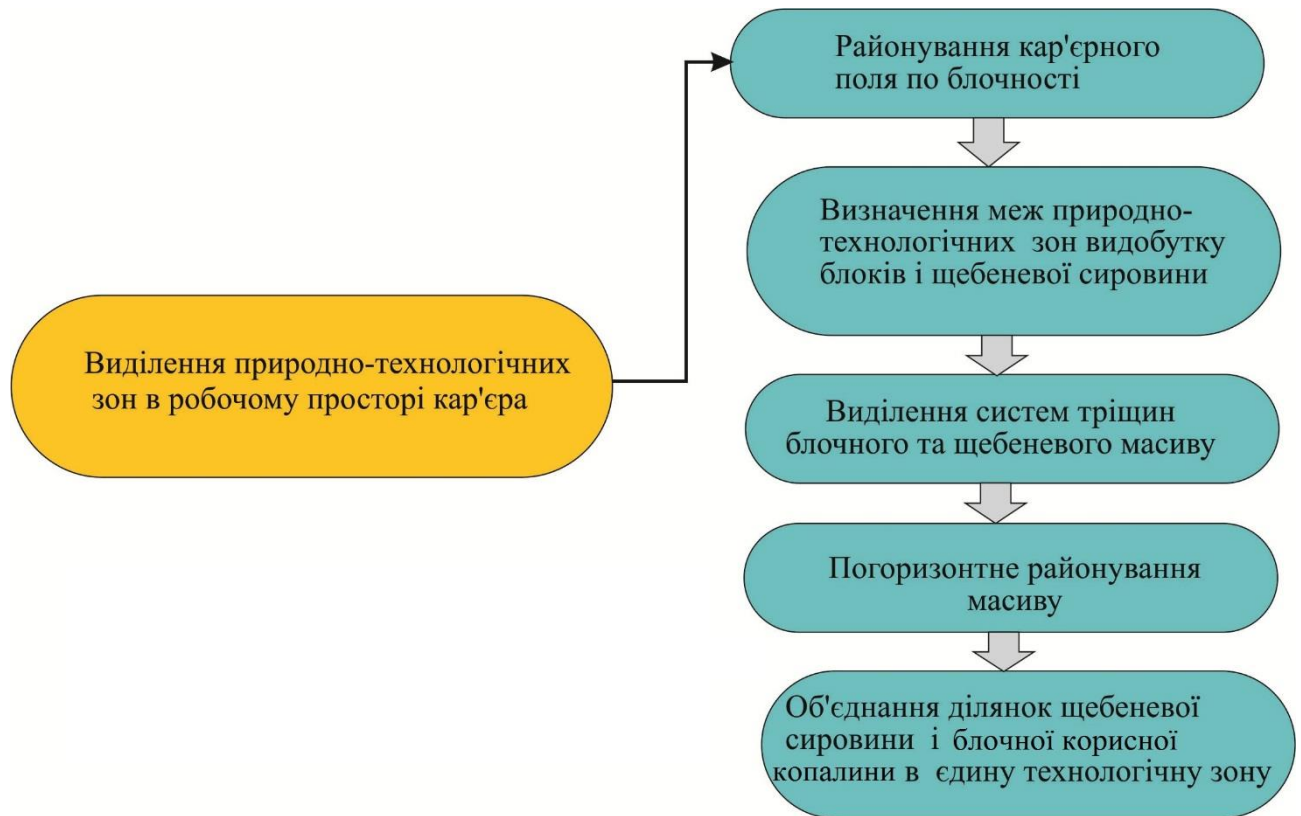 Районування кар'єрного
поля по блочності
Визначення меж природно-
технологічних зон видобутку
блоків і щебеневої сировини
Виділення природно-технологічних
зон в робочому просторі кар'єра
Виділення систем тріщин
блочного та щебеневого масиву
Погоризонтне районування
масиву
Об'єднання ділянок щебеневої
сировини і блочної корисної
копалини в єдину технологічну зону